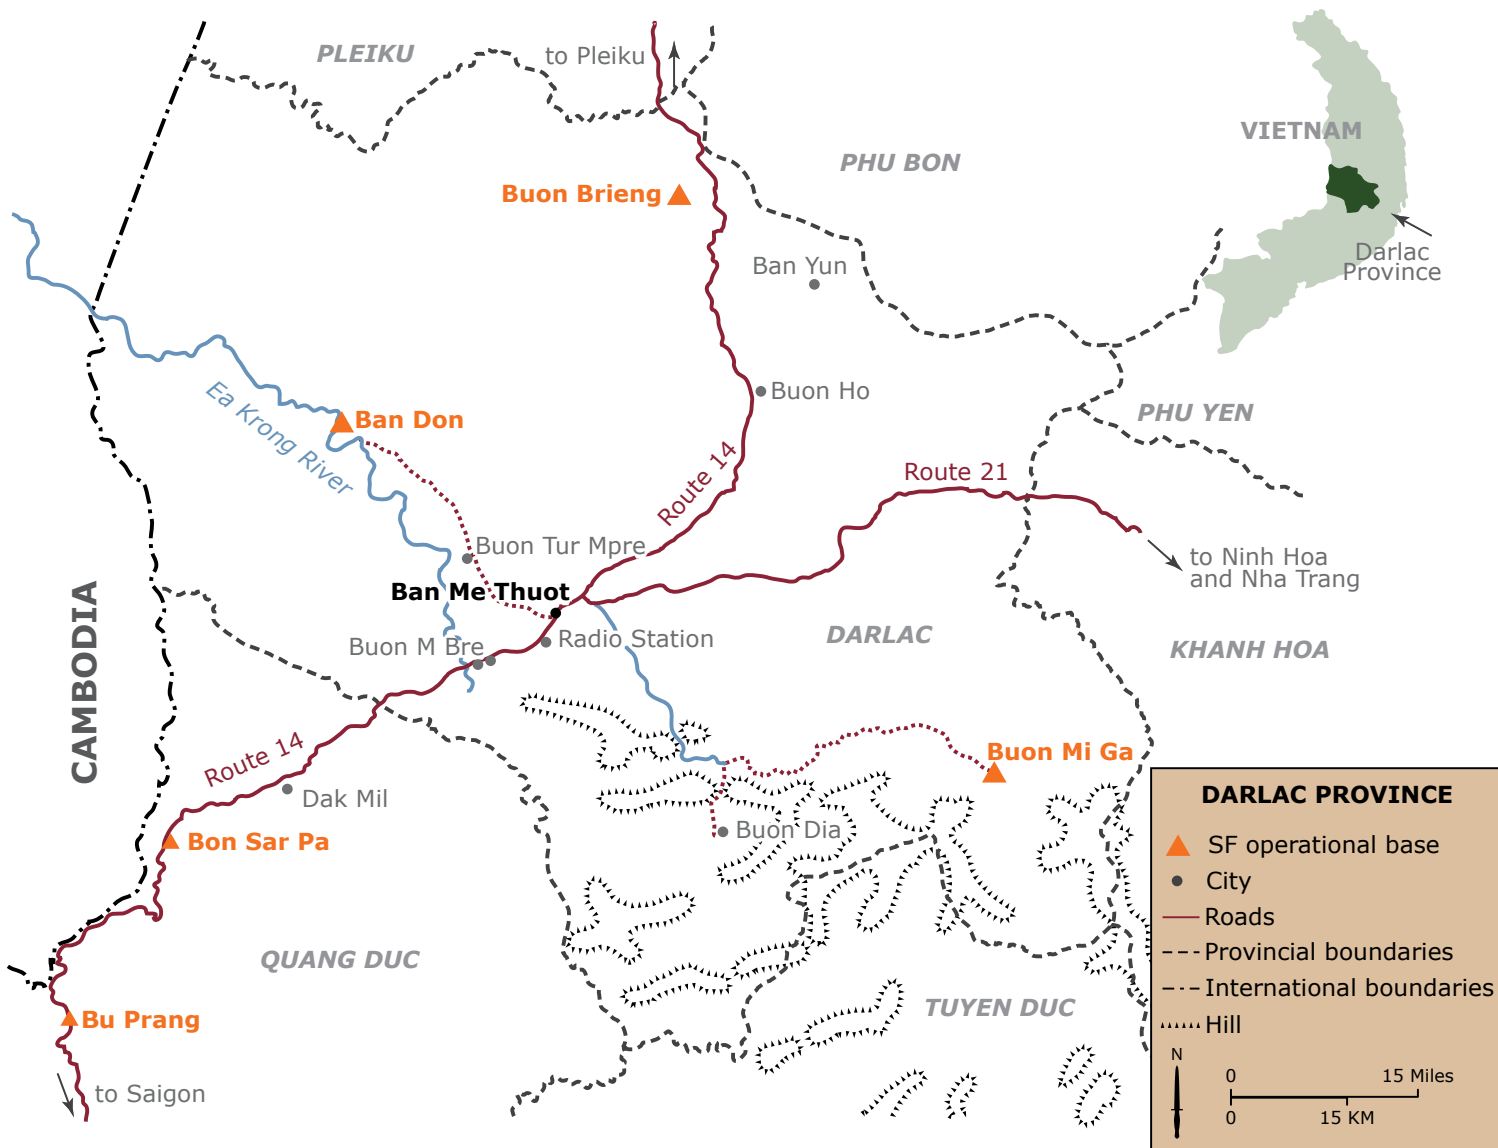 PLEIKU
to Pleiku
VIETNAM
PHU BON
Buon Brieng
Darlac
Province
Ban Yun
Ea Krong River
Ban Don
Buon Ho
PHU YEN
Route 14
Route 21
Buon Tur Mpre
to Ninh Hoa
and Nha Trang
Ban Me Thuot
CAMBODIA
Buon M Bre
Radio Station
DARLAC
KHANH HOA
Route 14
Buon Mi Ga
Dak Mil
Buon Dia
Bon Sar Pa
QUANG DUC
TUYEN DUC
Bu Prang
to Saigon
DARLAC PROVINCE
SF operational base
City
Roads
Provincial boundaries
International boundaries
Hill
N
0 15 Miles
0 15 KM